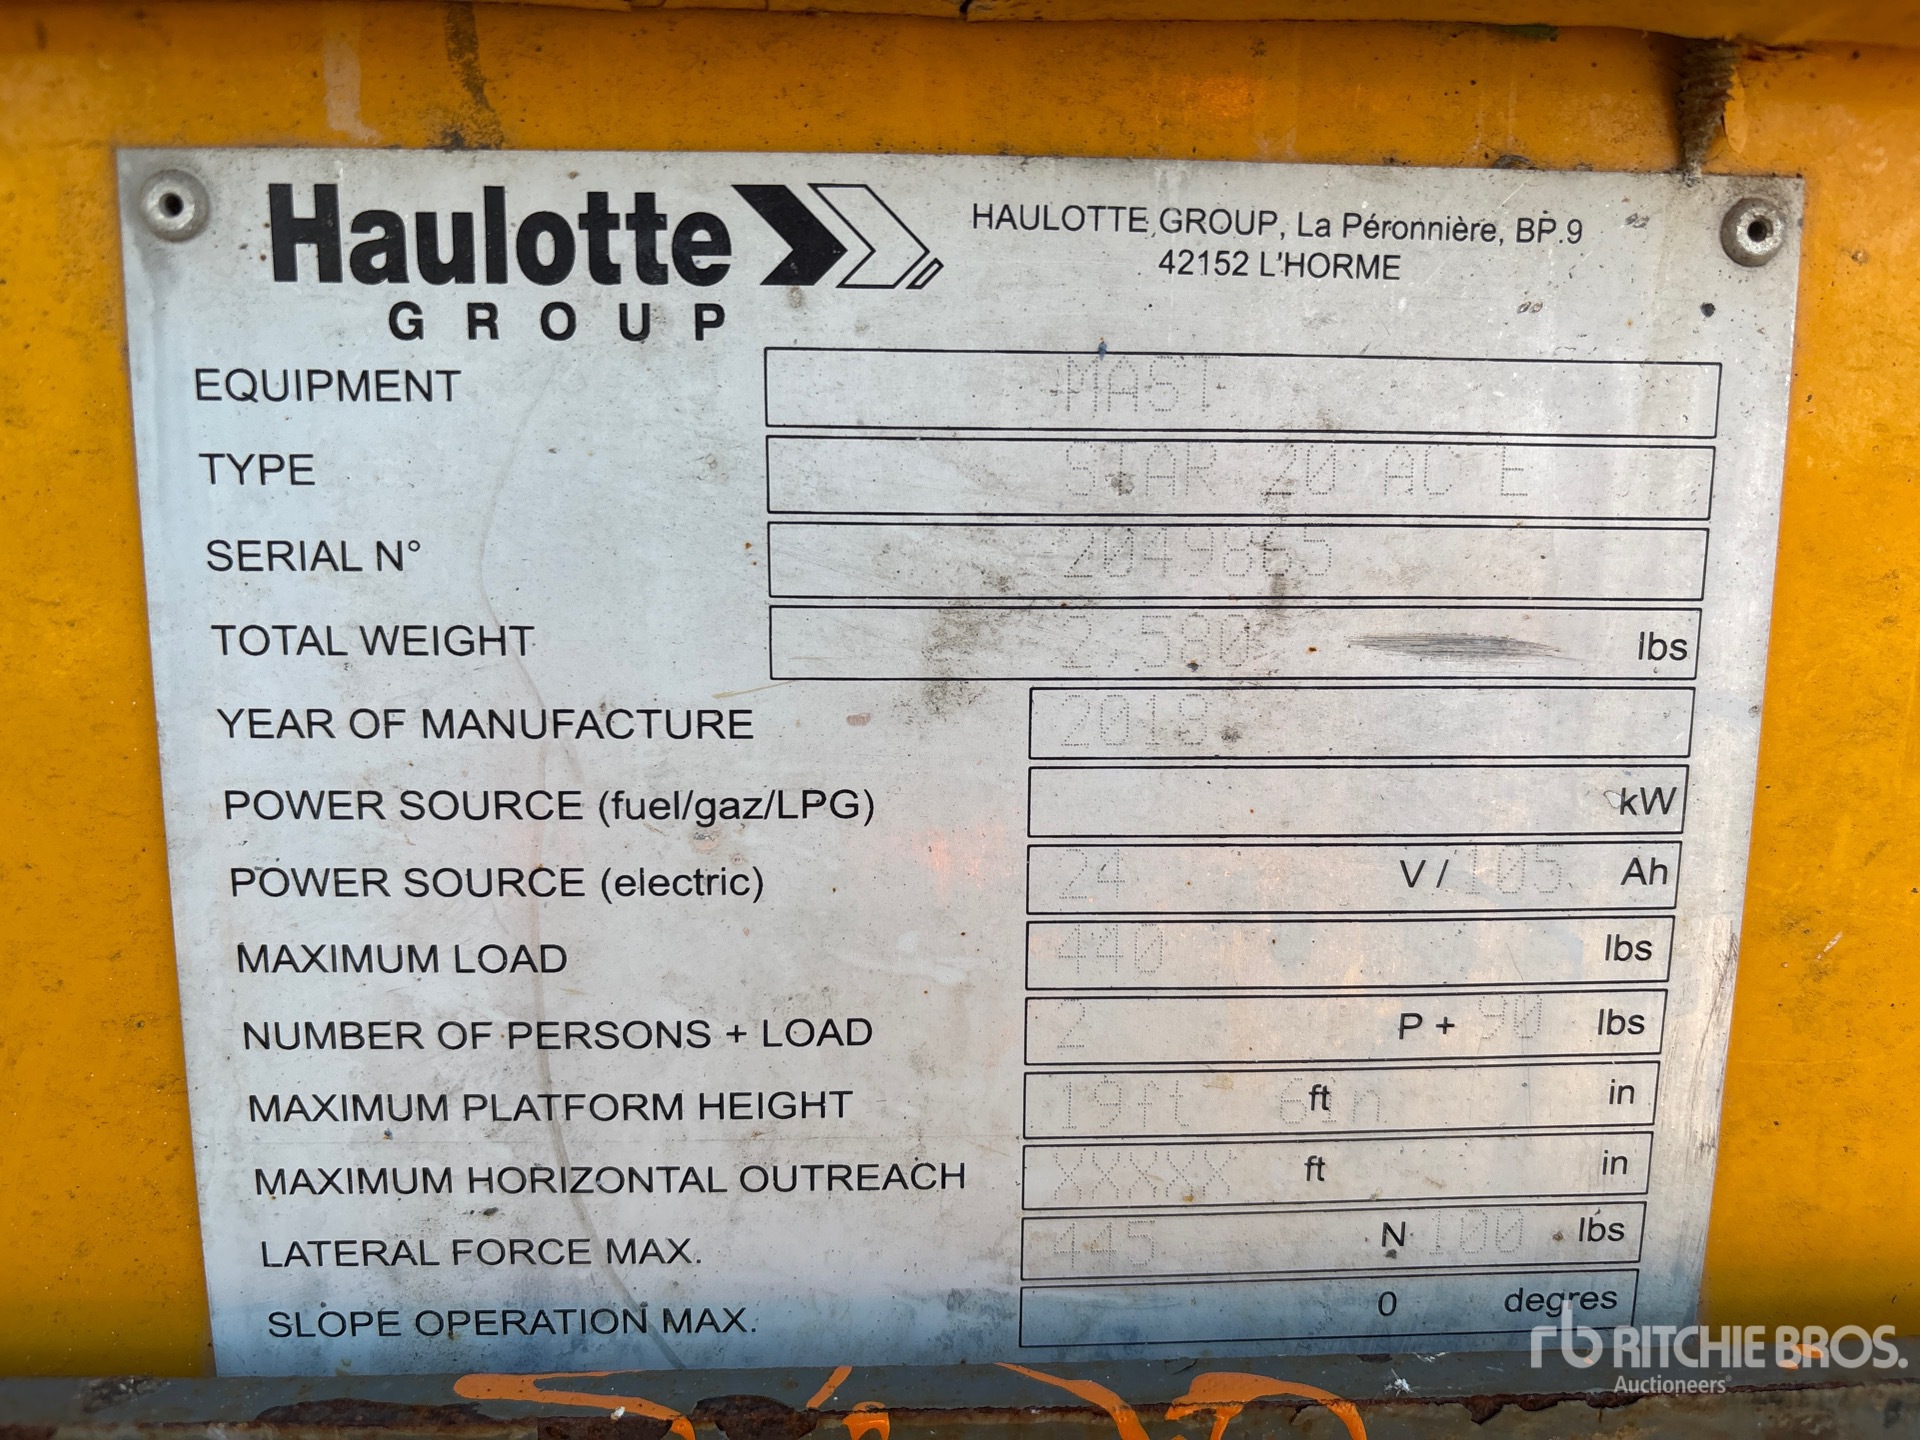 Haulotte
GROUP
HAULOTTE GROUP, La Péronnière, BP.9
42152 L'HORME
EQUIPMENT MAST
TYPE STAR 20 AC E
SERIAL N° 2049865
TOTAL WEIGHT 2,580 lbs
YEAR OF MANUFACTURE 2018
POWER SOURCE (fuel/gaz/LPG) kW
POWER SOURCE (electric) 24 V / 105 Ah
MAXIMUM LOAD 440 lbs
NUMBER OF PERSONS + LOAD 2 P + 90 lbs
MAXIMUM PLATFORM HEIGHT 19ft ft 6in in
MAXIMUM HORIZONTAL OUTREACH XXXXX ft in
LATERAL FORCE MAX. 445 N 100 lbs
SLOPE OPERATION MAX. 0 degres
rb RITCHIE BROS.
Auctioneers